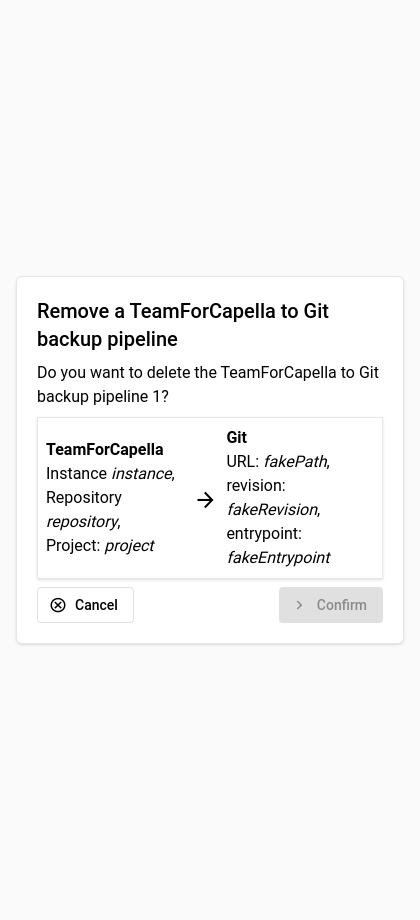 Remove a TeamForCapella to Git
backup pipeline
Do you want to delete the TeamForCapella to Git
backup pipeline 1?
TeamForCapella
Instance instance,
Repository
repository,
Project: project
Git
URL: fakePath,
revision:
fakeRevision,
entrypoint:
fakeEntrypoint
Cancel
Confirm